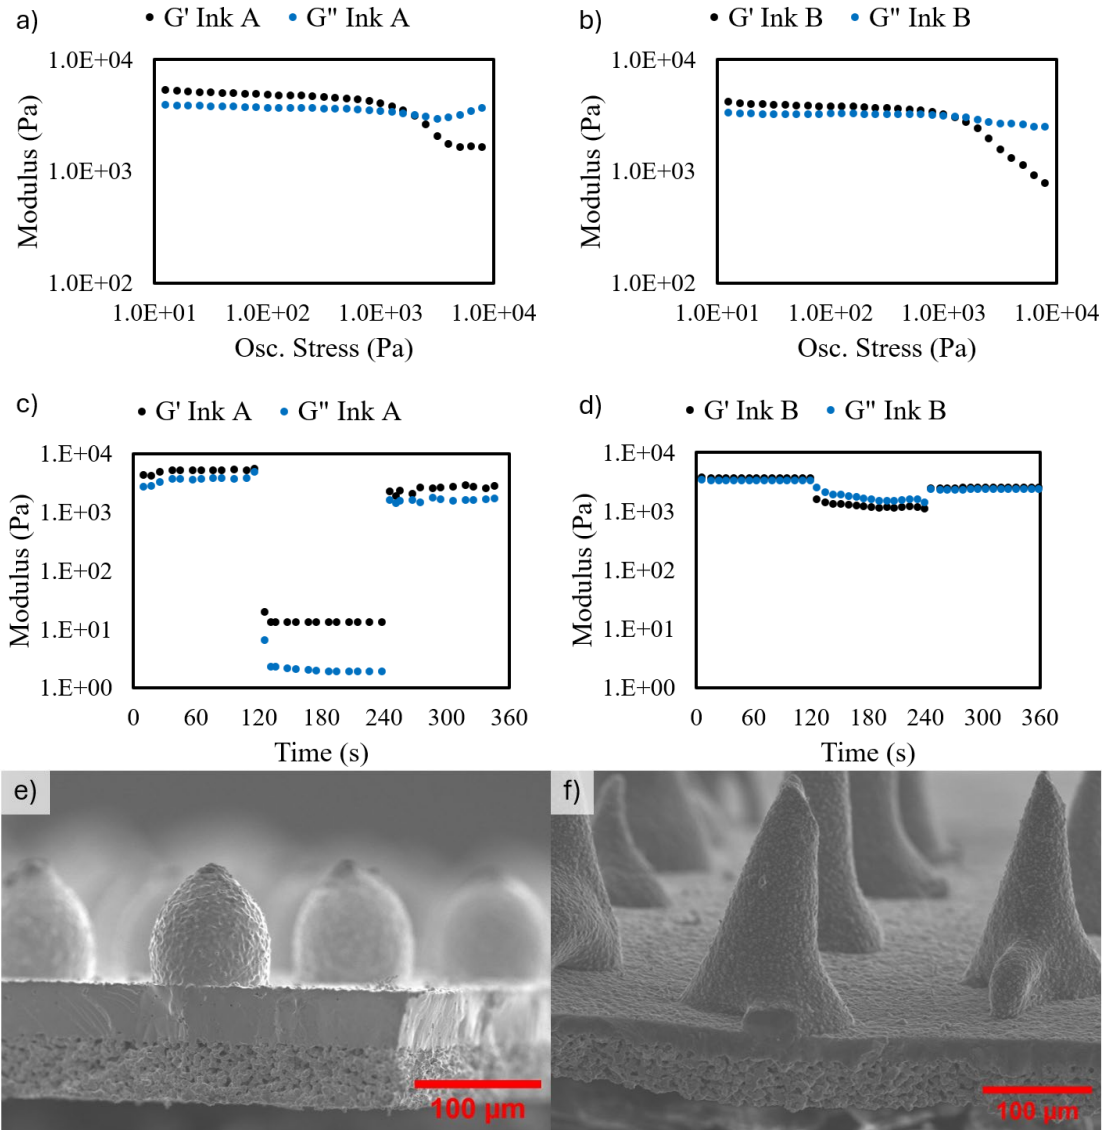 a)
G' Ink A G" Ink A
1.0E+04
1.0E+03
1.0E+02
Modulus (Pa)
1.0E+01 1.0E+02 1.0E+03 1.0E+04
Osc. Stress (Pa)
b)
G' Ink B G" Ink B
1.0E+04
1.0E+03
1.0E+02
Modulus (Pa)
1.0E+01 1.0E+02 1.0E+03 1.0E+04
Osc. Stress (Pa)
c)
G' Ink A G" Ink A
1.E+04
1.E+03
1.E+02
1.E+01
1.E+00
Modulus (Pa)
0 60 120 180 240 300 360
Time (s)
d)
G' Ink B G" Ink B
1.E+04
1.E+03
1.E+02
1.E+01
1.E+00
Modulus (Pa)
0 60 120 180 240 300 360
Time (s)
e)
100 µm
f)
100 µm